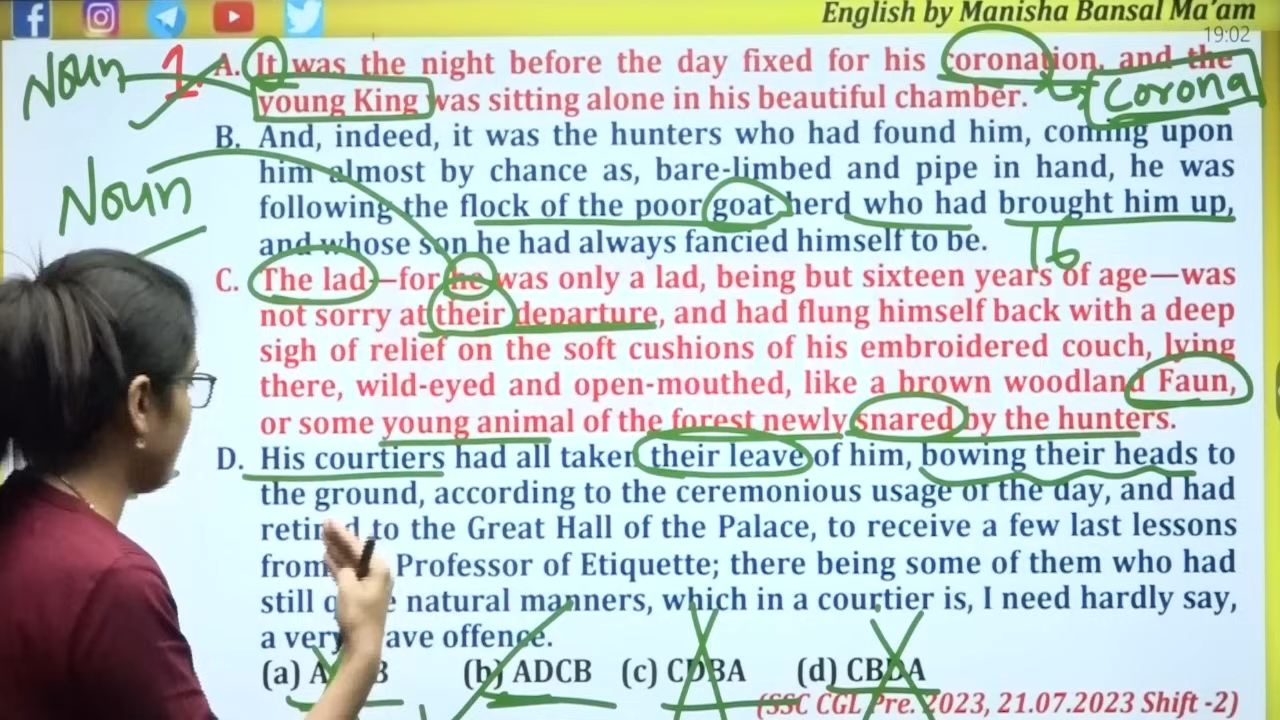 English by Manisha Bansal Ma'am
19:02
Noun 1 A. It was the night before the day fixed for his coronation, and the
young King was sitting alone in his beautiful chamber. Corona
B. And, indeed, it was the hunters who had found him, coming upon
him almost by chance as, bare-limbed and pipe in hand, he was
Noun following the flock of the poor goat herd who had brought him up,
and whose son he had always fancied himself to be. 16
C. The lad—for he was only a lad, being but sixteen years of age—was
not sorry at their departure, and had flung himself back with a deep
sigh of relief on the soft cushions of his embroidered couch, lying
there, wild-eyed and open-mouthed, like a brown woodland Faun,
or some young animal of the forest newly snared by the hunters.
D. His courtiers had all taken their leave of him, bowing their heads to
the ground, according to the ceremonious usage of the day, and had
retired to the Great Hall of the Palace, to receive a few last lessons
from Professor of Etiquette; there being some of them who had
still natural manners, which in a courtier is, I need hardly say,
a very offence.
(a) (b) ADCB (c) CDBA (d) CBDA
(SSC CGL Pre. 2023, 21.07.2023 Shift -2)